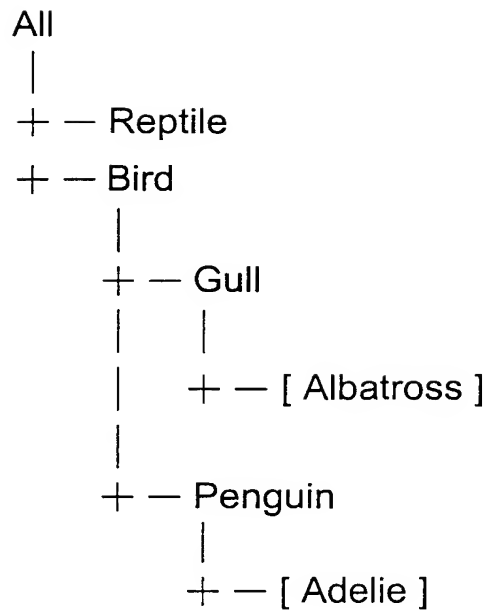 All
Reptile
Bird
Gull
[ Albatross ]
Penguin
[ Adelie ]